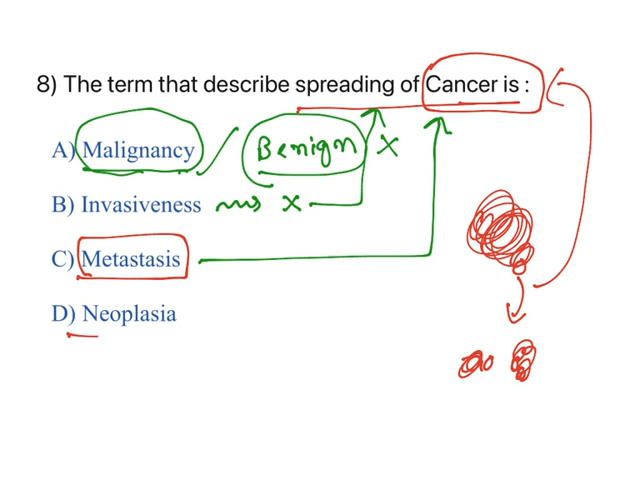 8) The term that describe spreading of Cancer is :
A) Malignancy Benign X
B) Invasiveness X
C) Metastasis
D) Neoplasia